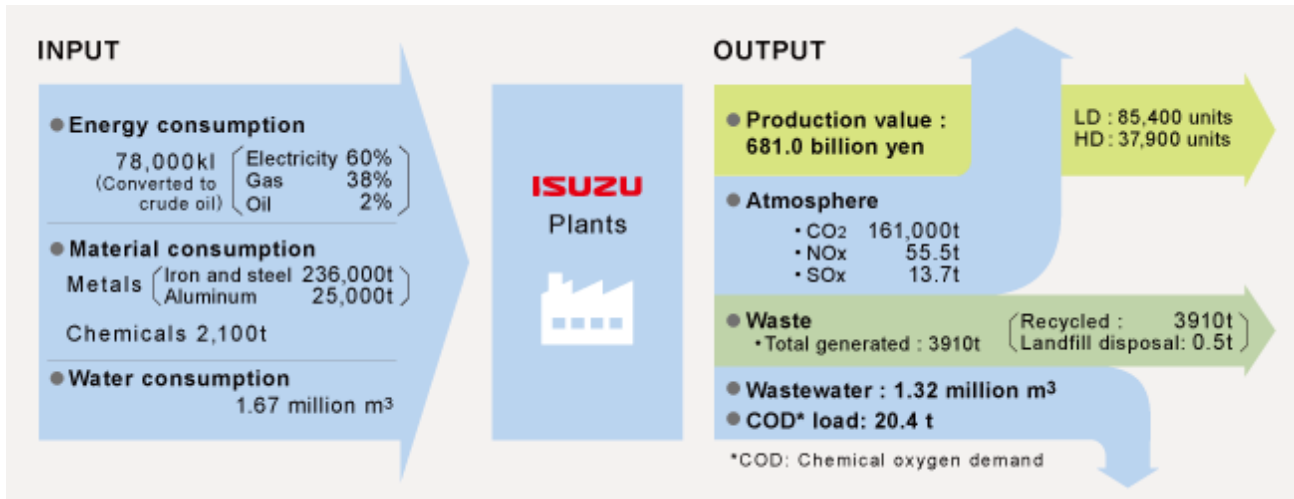 INPUT
● Energy consumption
78,000kl
(Converted to
crude oil)
Electricity 60%
Gas 38%
Oil 2%
● Material consumption
Metals
Iron and steel 236,000t
Aluminum 25,000t
Chemicals 2,100t
● Water consumption
1.67 million m³
ISUZU
Plants
OUTPUT
● Production value :
681.0 billion yen
LD : 85,400 units
HD : 37,900 units
● Atmosphere
・CO₂ 161,000t
・NOx 55.5t
・SOx 13.7t
● Waste
・Total generated : 3910t
Recycled : 3910t
Landfill disposal: 0.5t
● Wastewater : 1.32 million m³
● COD* load: 20.4 t
*COD: Chemical oxygen demand